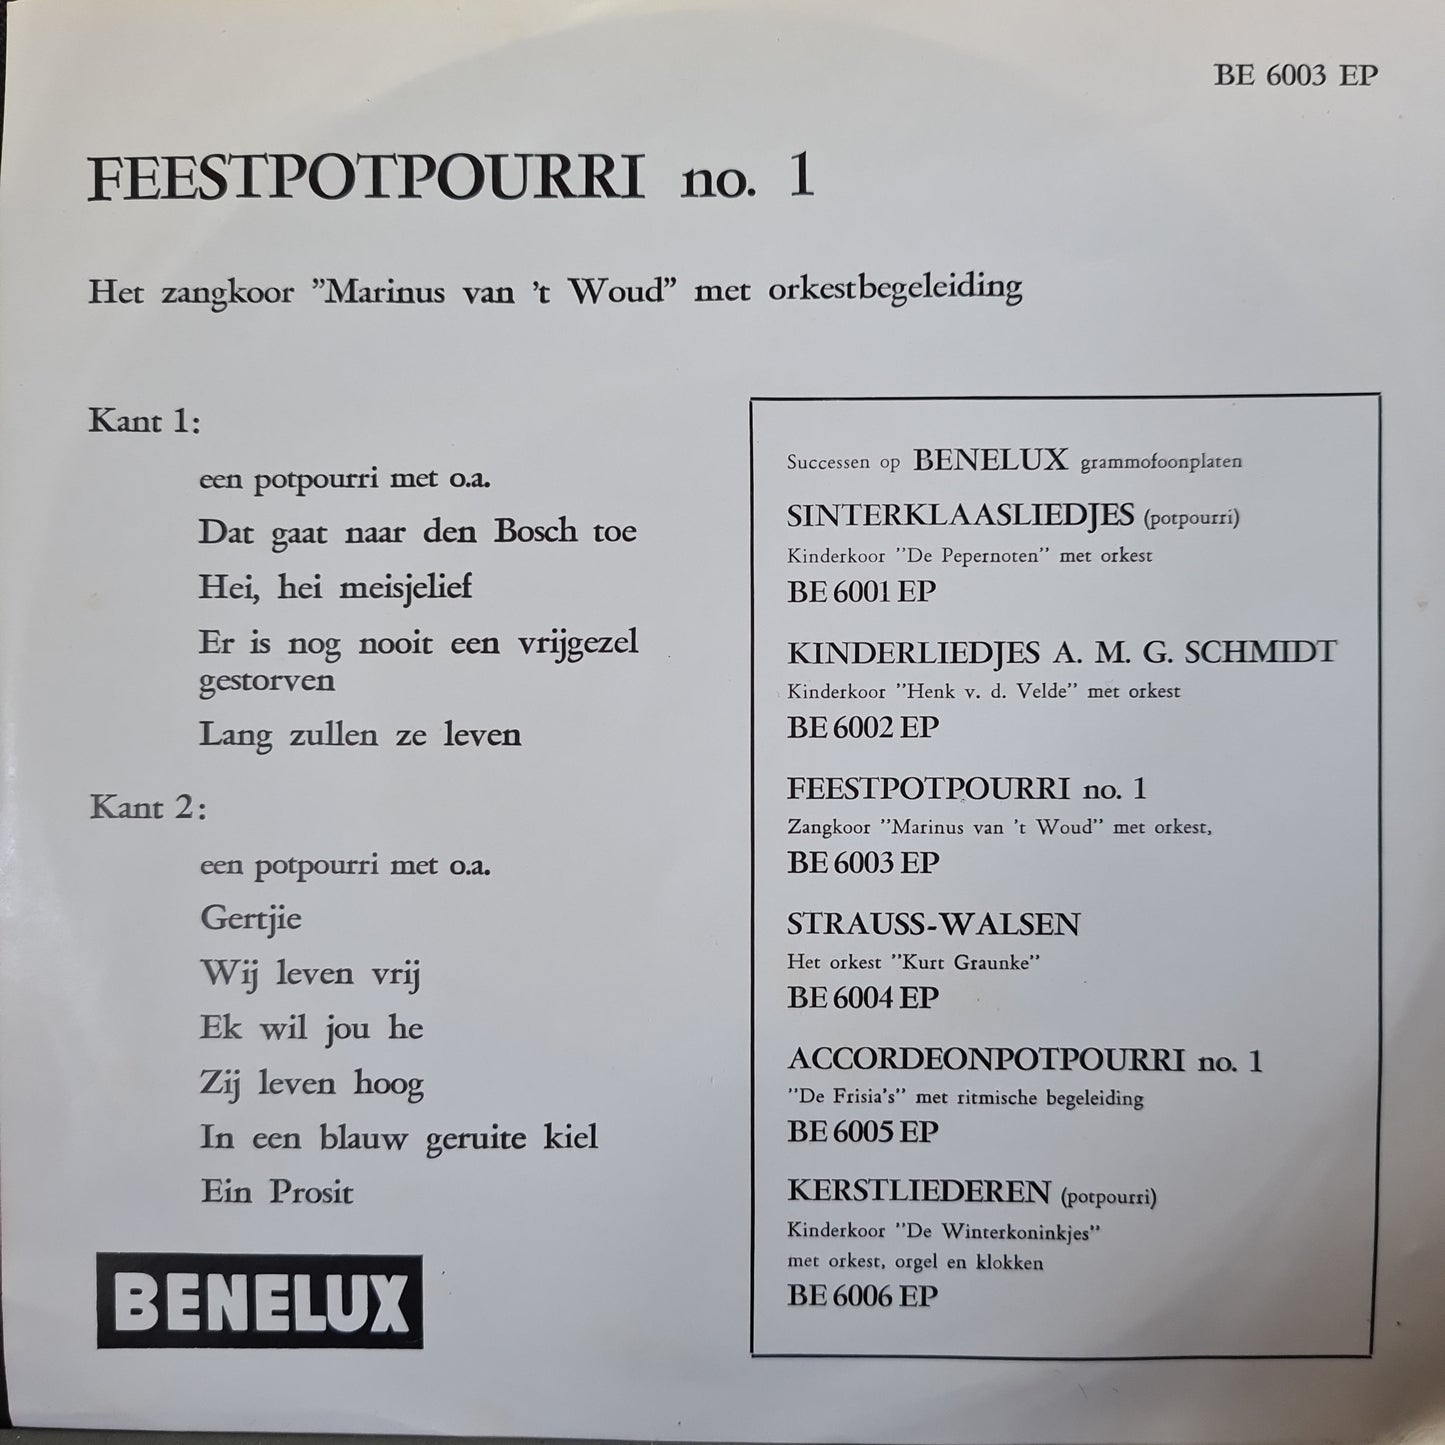 BE 6003 EP
FEESTPOTPOURRI no. 1
Het zangkoor ”Marinus van ’t Woud” met orkestbegeleiding
Kant 1:
een potpourri met o.a.
Dat gaat naar den Bosch toe
Hei, hei meisjelief
Er is nog nooit een vrijgezel
gestorven
Lang zullen ze leven
Kant 2:
een potpourri met o.a.
Gertjie
Wij leven vrij
Ek wil jou he
Zij leven hoog
In een blauw geruite kiel
Ein Prosit
BENELUX
Successen op BENELUX grammofoonplaten
SINTERKLAASLIEDJES (potpourri)
Kinderkoor ”De Pepernoten” met orkest
BE 6001 EP
KINDERLIEDJES A. M. G. SCHMIDT
Kinderkoor ”Henk v. d. Velde” met orkest
BE 6002 EP
FEESTPOTPOURRI no. 1
Zangkoor ”Marinus van ’t Woud” met orkest,
BE 6003 EP
STRAUSS-WALSEN
Het orkest ”Kurt Graunke”
BE 6004 EP
ACCORDEONPOTPOURRI no. 1
”De Frisia’s” met ritmische begeleiding
BE 6005 EP
KERSTLIEDEREN (potpourri)
Kinderkoor ”De Winterkoninkjes”
met orkest, orgel en klokken
BE 6006 EP